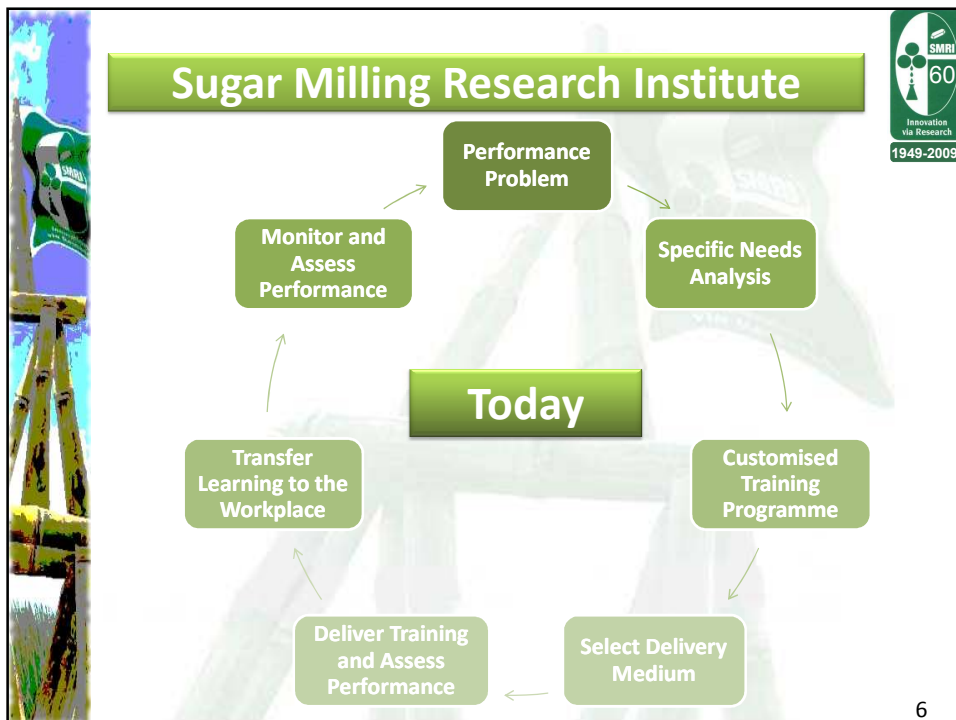 Sugar Milling Research Institute
SMRI
60
Innovation
via Research
1949-2009
Performance
Problem
Specific Needs
Analysis
Customised
Training
Programme
Select Delivery
Medium
Deliver Training
and Assess
Performance
Transfer
Learning to the
Workplace
Monitor and
Assess
Performance
Today
SMRI
6